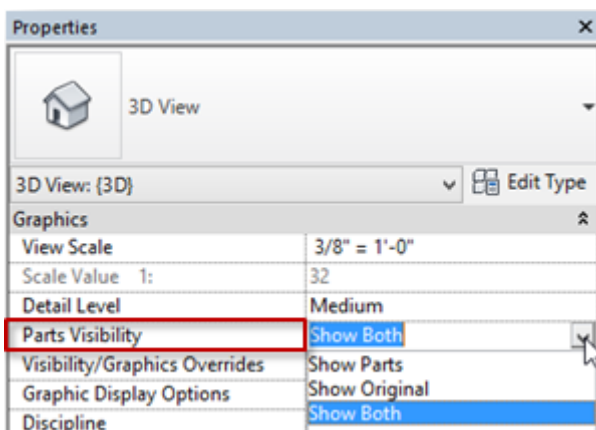 Properties
3D View
3D View: {3D} Edit Type
Graphics
View Scale 3/8" = 1'-0"
Scale Value 1: 32
Detail Level Medium
Parts Visibility Show Both
Visibility/Graphics Overrides Show Parts
Graphic Display Options Show Original
Discipline Show Both